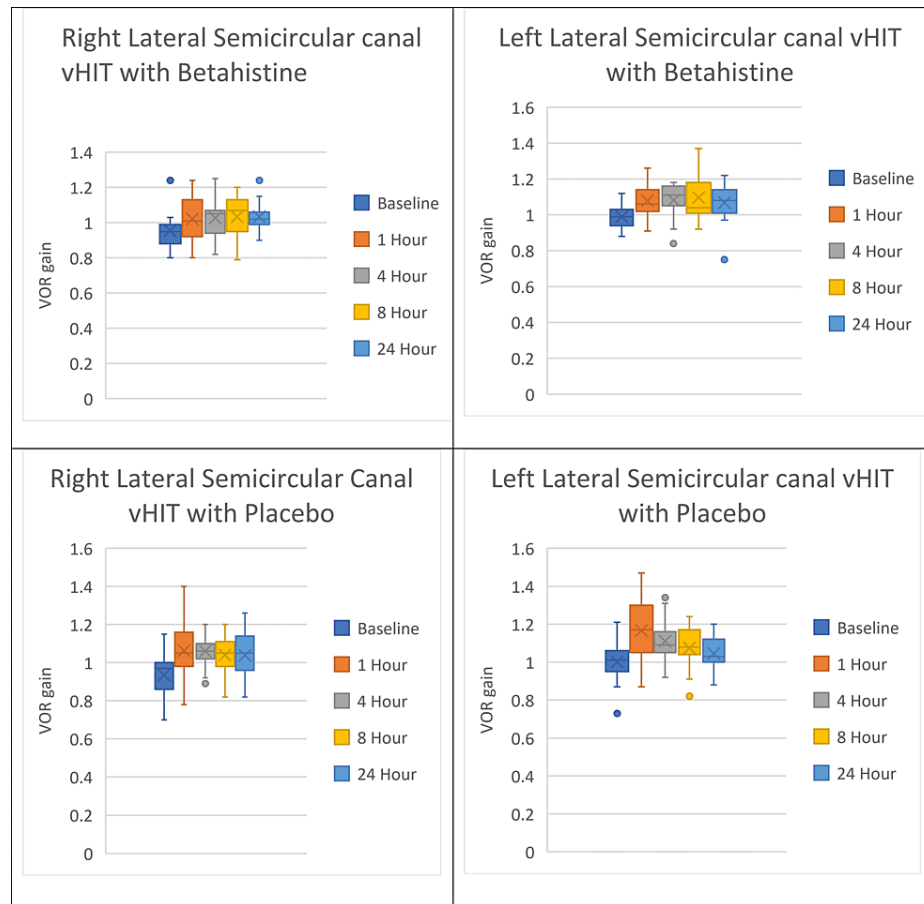 Right Lateral Semicircular canal
vHIT with Betahistine
1.4
1.2
1
0.8
0.6
0.4
0.2
0
VOR gain
Baseline
1 Hour
4 Hour
8 Hour
24 Hour
Left Lateral Semicircular canal vHIT
with Betahistine
1.6
1.4
1.2
1.0
0.8
0.6
0.4
0.2
0
VOR gain
Baseline
1 Hour
4 Hour
8 Hour
24 Hour
Right Lateral Semicircular Canal
vHIT with Placebo
1.6
1.4
1.2
1
0.8
0.6
0.4
0.2
0
VOR gain
Baseline
1 Hour
4 Hour
8 Hour
24 Hour
Left Lateral Semicircular canal vHIT
with Placebo
1.6
1.4
1.2
1
0.8
0.6
0.4
0.2
0
VOR gain
Baseline
1 Hour
4 Hour
8 Hour
24 Hour